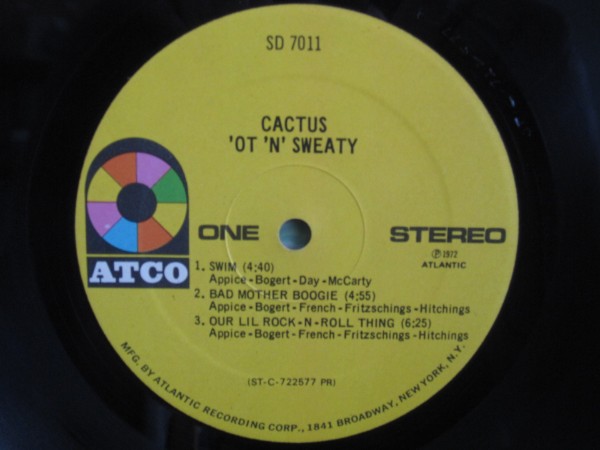 SD 7011
CACTUS
'OT 'N' SWEATY
ATCO
ONE
STEREO
Ⓟ 1972
ATLANTIC
1. SWIM (4:40)
Appice - Bogert - Day - McCarty
2. BAD MOTHER BOOGIE (4:55)
Appice - Bogert - French - Fritzschings - Hitchings
3. OUR LIL ROCK-N-ROLL THING (6:25)
Appice - Bogert - French - Fritzschings - Hitchings
(ST-C-722577 PR)
MFG. BY ATLANTIC RECORDING CORP., 1841 BROADWAY, NEW YORK, N.Y.